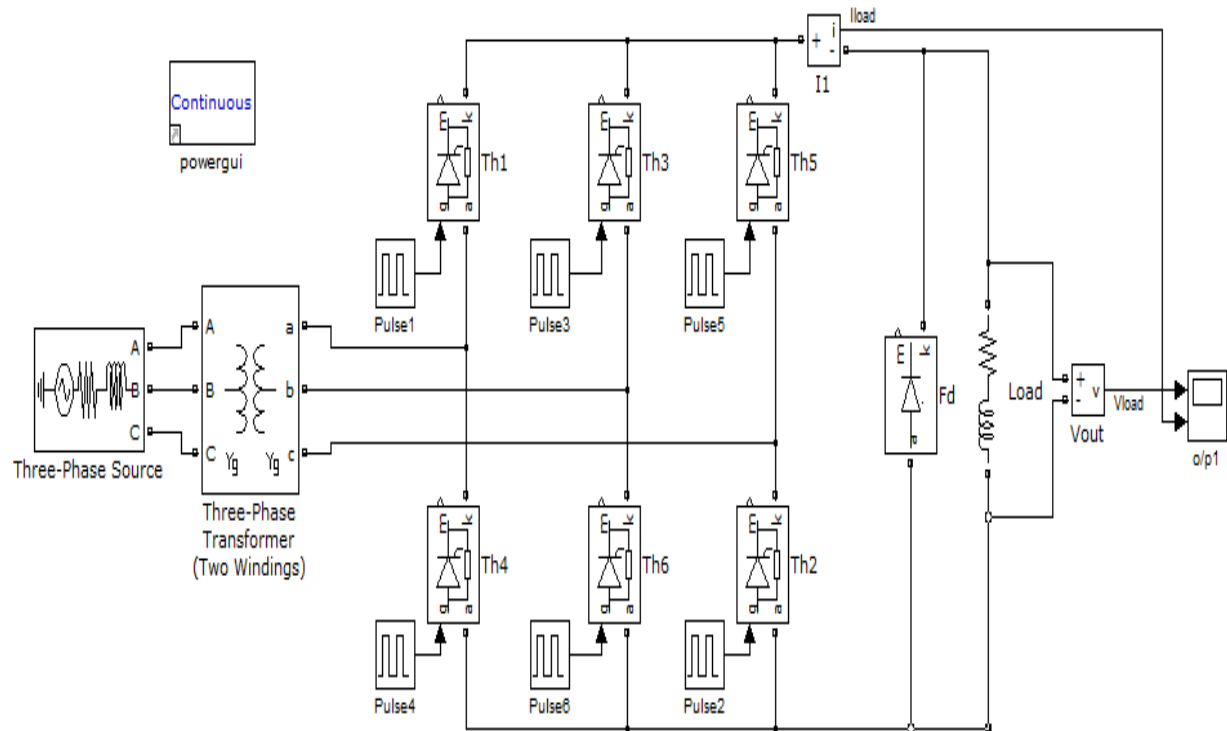 Iload
+
i
-
I1
Continuous
powergui
m
k
g
a
Th1
m
k
g
a
Th3
m
k
g
a
Th5
Pulse1
Pulse3
Pulse5
A
B
C
Three-Phase Source
A
B
C
a
b
c
Yg
Yg
Three-Phase
Transformer
(Two Windings)
m
k
a
Fd
Load
+
-
v
Vout
Vload
o/p1
m
k
g
a
Th4
m
k
g
a
Th6
m
k
g
a
Th2
Pulse4
Pulse6
Pulse2